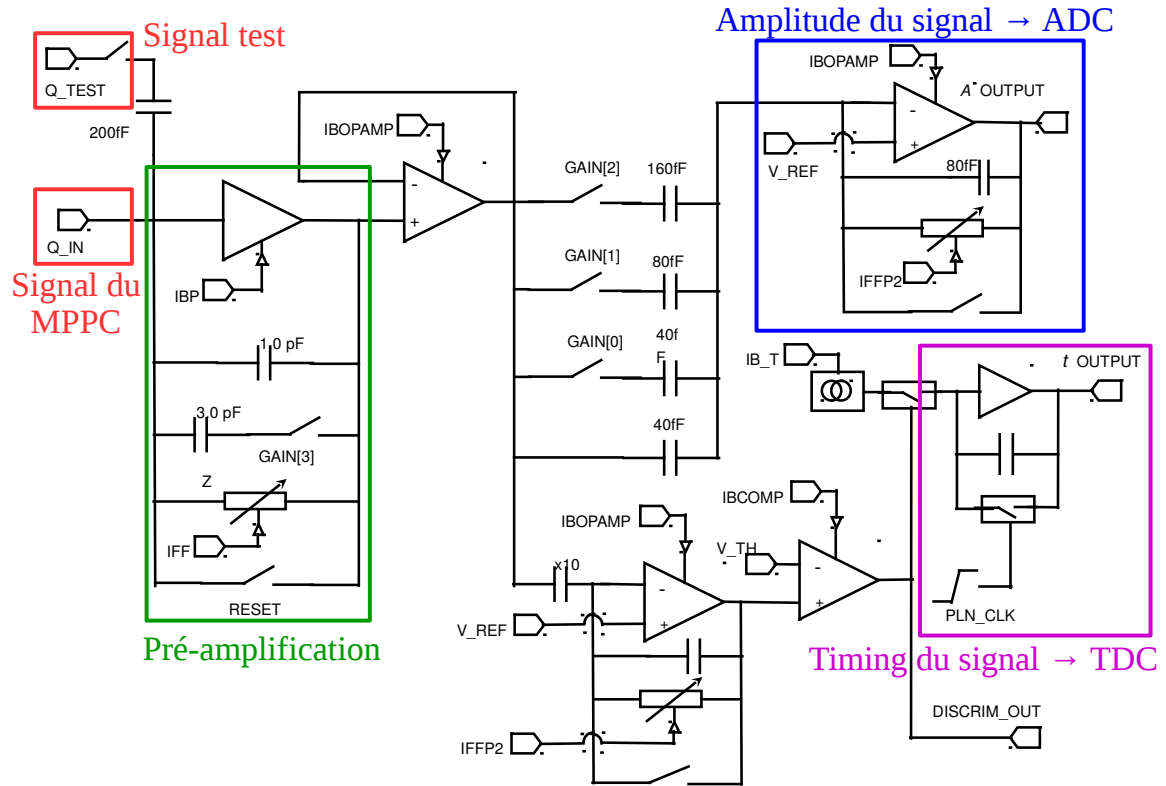 Signal test
Amplitude du signal → ADC
Q_TEST
200fF
IBOPAMP
IBOPAMP
A OUTPUT
V_REF
80fF
IFFP2
GAIN[2]
160fF
Q_IN
Signal du
MPPC
IBP
GAIN[1]
80fF
GAIN[0]
40f
F
40fF
1.0 pF
3.0 pF
GAIN[3]
Z
IFF
RESET
Pré-amplification
IB_T
t OUTPUT
PLN_CLK
Timing du signal → TDC
IBOPAMP
IBCOMP
V_TH
x10
V_REF
IFFP2
DISCRIM_OUT
-
+
-
+
-
+
-
+